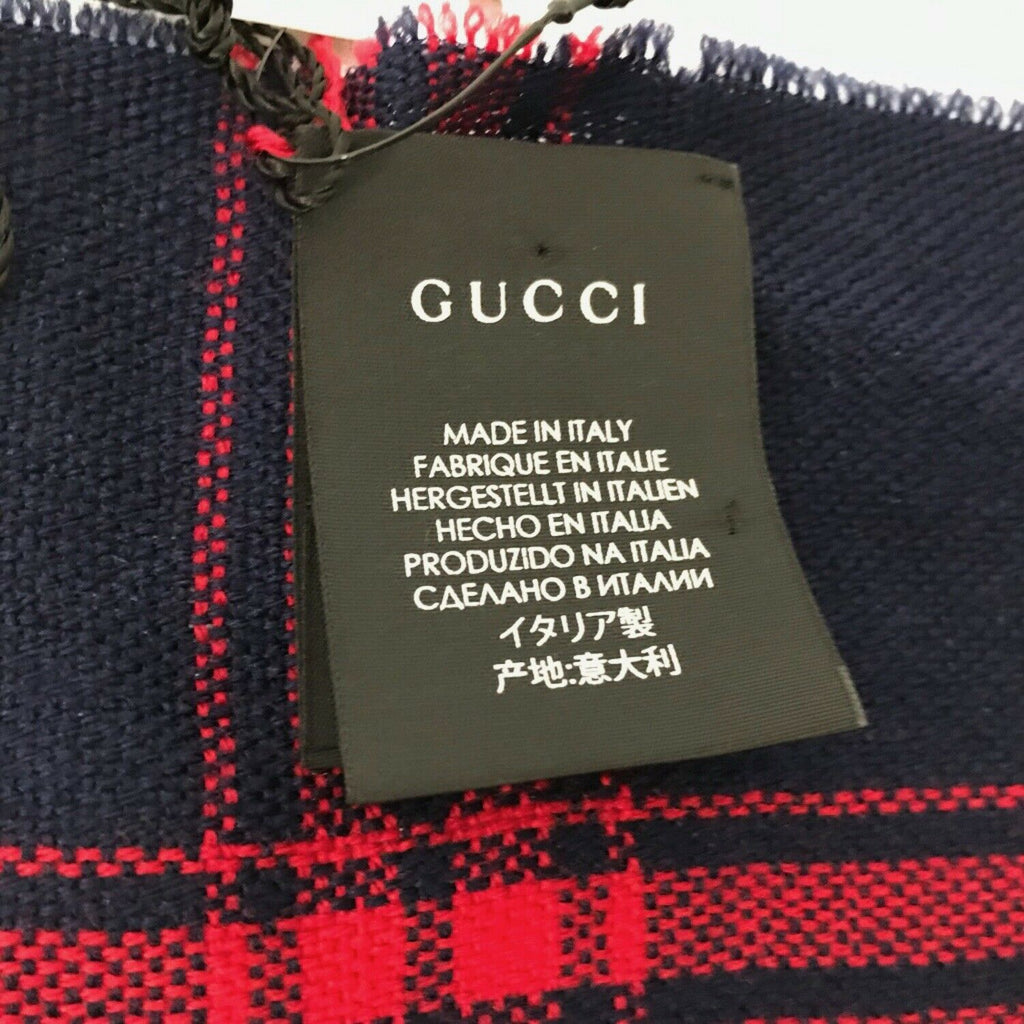 GUCCI
MADE IN ITALY
FABRIQUE EN ITALIE
HERGESTELLT IN ITALIEN
HECHO EN ITALIA
PRODUZIDO NA ITALIA
СДЕЛАНО В ИТАЛИИ
イタリア製
产地:意大利